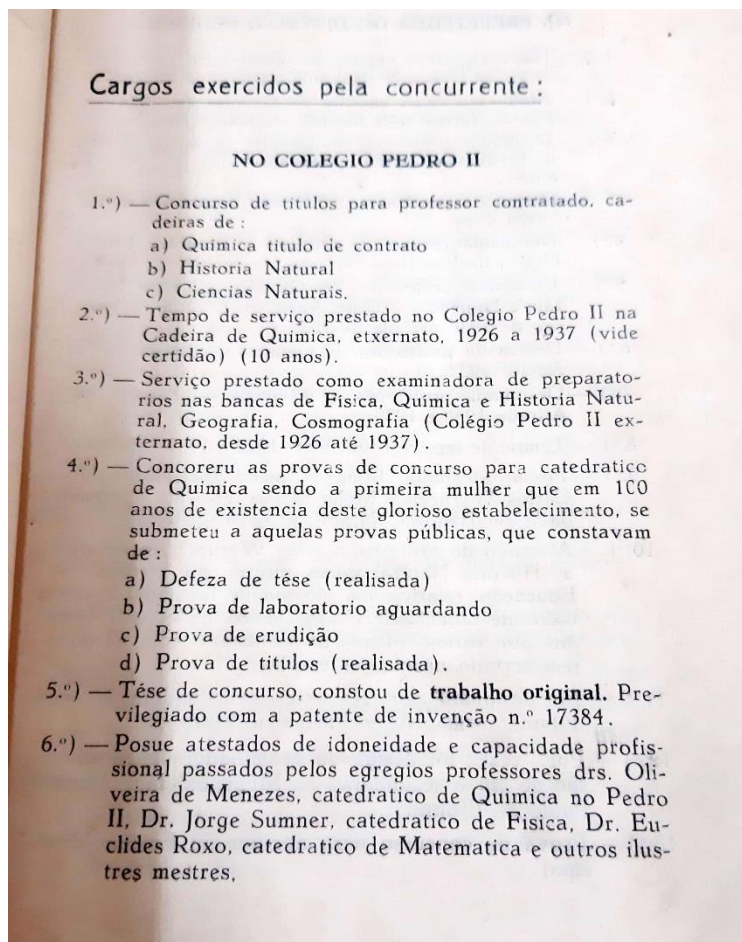 Cargos exercidos pela concurrente :
NO COLEGIO PEDRO II
1.º) — Concurso de titulos para professor contratado, ca-
deiras de :
a) Química titulo de contrato
b) Historia Natural
c) Ciencias Naturais.
2.º) — Tempo de serviço prestado no Colegio Pedro II na
Cadeira de Quimica, etxernato, 1926 a 1937 (vide
certidão) (10 anos).
3.º) — Serviço prestado como examinadora de preparato-
rios nas bancas de Física, Química e Historia Natu-
ral, Geografia, Cosmografia (Colégio Pedro II ex-
ternato, desde 1926 até 1937).
4.º) — Concoreru as provas de concurso para catedratico
de Quimica sendo a primeira mulher que em 100
anos de existencia deste glorioso estabelecimento, se
submeteu a aquelas provas públicas, que constavam
de :
a) Defeza de tése (realisada)
b) Prova de laboratorio aguardando
c) Prova de erudição
d) Prova de titulos (realisada).
5.º) — Tése de concurso, constou de trabalho original. Pre-
vilegiado com a patente de invenção n.º 17384.
6.º) — Posue atestados de idoneidade e capacidade profis-
sional passados pelos egregios professores drs. Oli-
veira de Menezes, catedratico de Quimica no Pedro
II, Dr. Jorge Sumner, catedratico de Fisica, Dr. Eu-
clides Roxo, catedratico de Matematica e outros ilus-
tres mestres,